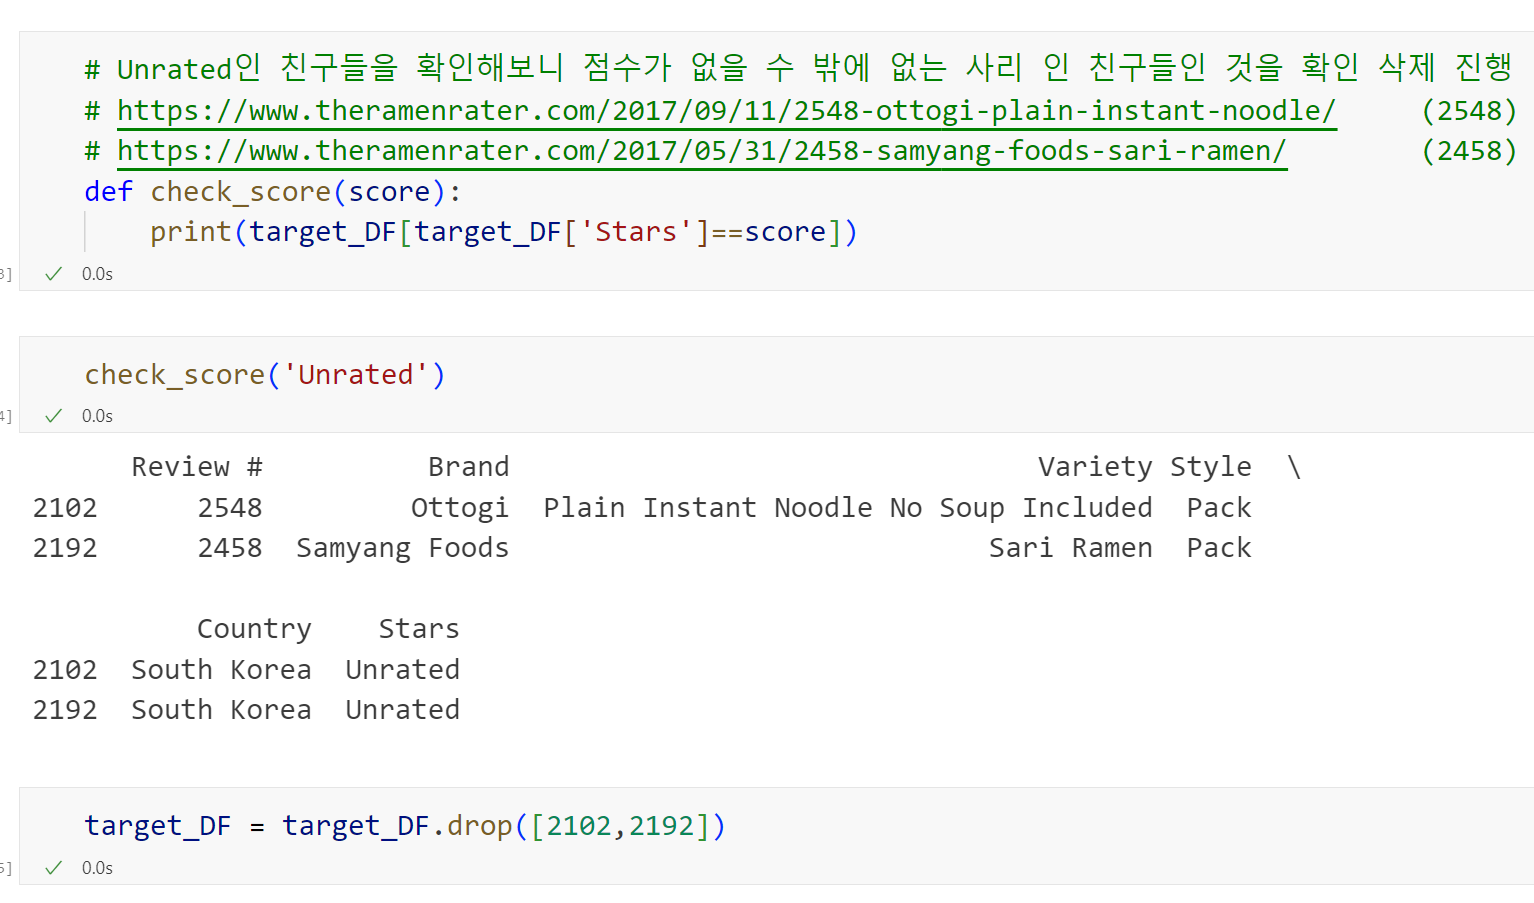 # Unrated인 친구들을 확인해보니 점수가 없을 수 밖에 없는 사리 인 친구들인 것을 확인 삭제 진행
# https://www.theramenrater.com/2017/09/11/2548-ottogi-plain-instant-noodle/ (2548)
# https://www.theramenrater.com/2017/05/31/2458-samyang-foods-sari-ramen/ (2458)
def check_score(score):
print(target_DF[target_DF['Stars']==score])
3] ✓ 0.0s
check_score('Unrated')
4] ✓ 0.0s
Review # Brand Variety Style \
2102 2548 Ottogi Plain Instant Noodle No Soup Included Pack
2192 2458 Samyang Foods Sari Ramen Pack
Country Stars
2102 South Korea Unrated
2192 South Korea Unrated
target_DF = target_DF.drop([2102,2192])
5] ✓ 0.0s